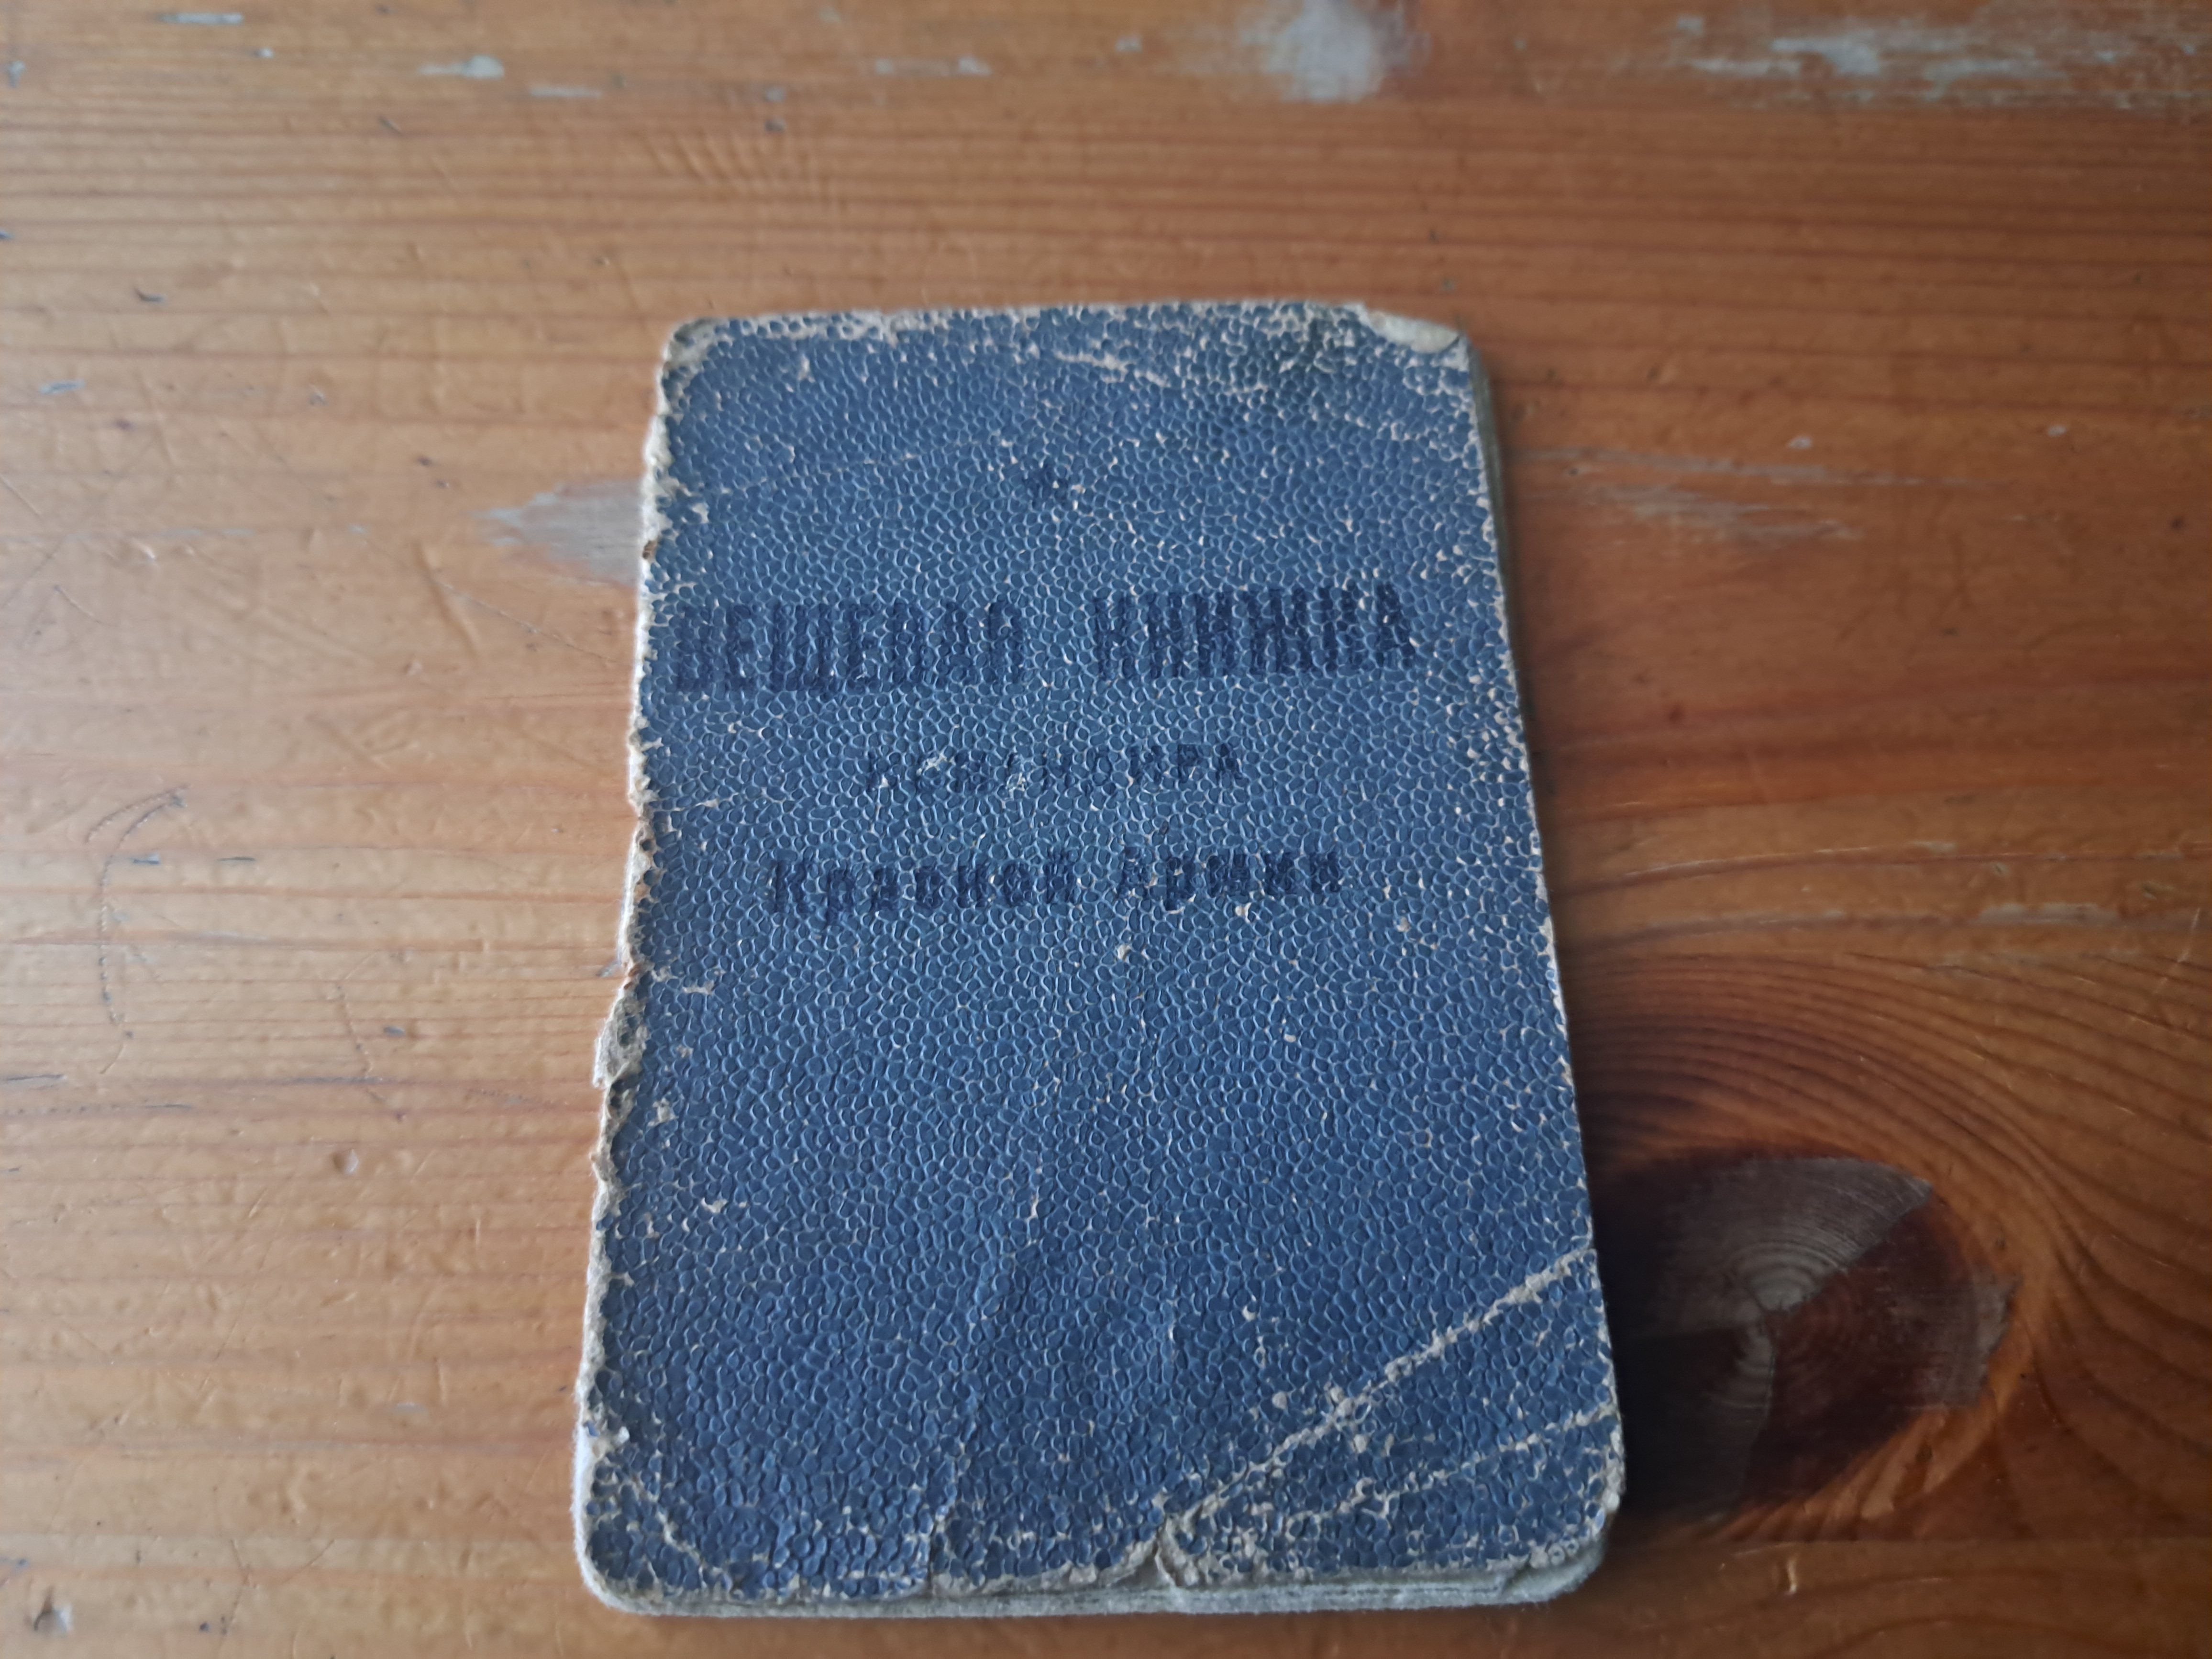 ВЕЩЕВАЯ КНИЖКА
КОМАНДИРА
Красной Армии